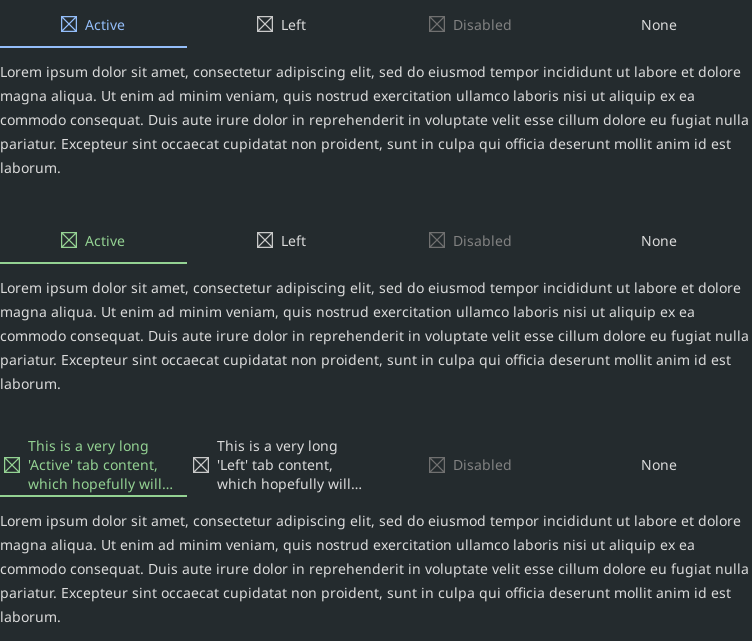 Active Left Disabled None
Lorem ipsum dolor sit amet, consectetur adipiscing elit, sed do eiusmod tempor incididunt ut labore et dolore
magna aliqua. Ut enim ad minim veniam, quis nostrud exercitation ullamco laboris nisi ut aliquip ex ea
commodo consequat. Duis aute irure dolor in reprehenderit in voluptate velit esse cillum dolore eu fugiat nulla
pariatur. Excepteur sint occaecat cupidatat non proident, sunt in culpa qui officia deserunt mollit anim id est
laborum.
Active Left Disabled None
Lorem ipsum dolor sit amet, consectetur adipiscing elit, sed do eiusmod tempor incididunt ut labore et dolore
magna aliqua. Ut enim ad minim veniam, quis nostrud exercitation ullamco laboris nisi ut aliquip ex ea
commodo consequat. Duis aute irure dolor in reprehenderit in voluptate velit esse cillum dolore eu fugiat nulla
pariatur. Excepteur sint occaecat cupidatat non proident, sunt in culpa qui officia deserunt mollit anim id est
laborum.
This is a very long
'Active' tab content,
which hopefully will...
This is a very long
'Left' tab content,
which hopefully will...
Disabled
None
Lorem ipsum dolor sit amet, consectetur adipiscing elit, sed do eiusmod tempor incididunt ut labore et dolore
magna aliqua. Ut enim ad minim veniam, quis nostrud exercitation ullamco laboris nisi ut aliquip ex ea
commodo consequat. Duis aute irure dolor in reprehenderit in voluptate velit esse cillum dolore eu fugiat nulla
pariatur. Excepteur sint occaecat cupidatat non proident, sunt in culpa qui officia deserunt mollit anim id est
laborum.